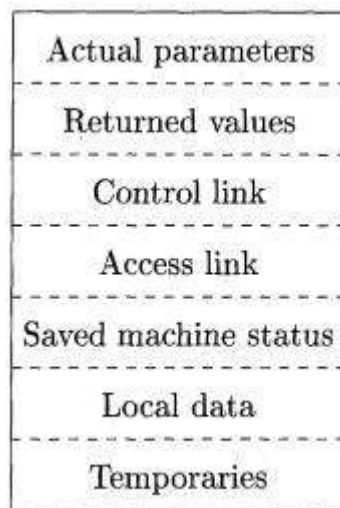 Actual parameters
Returned values
Control link
Access link
Saved machine status
Local data
Temporaries